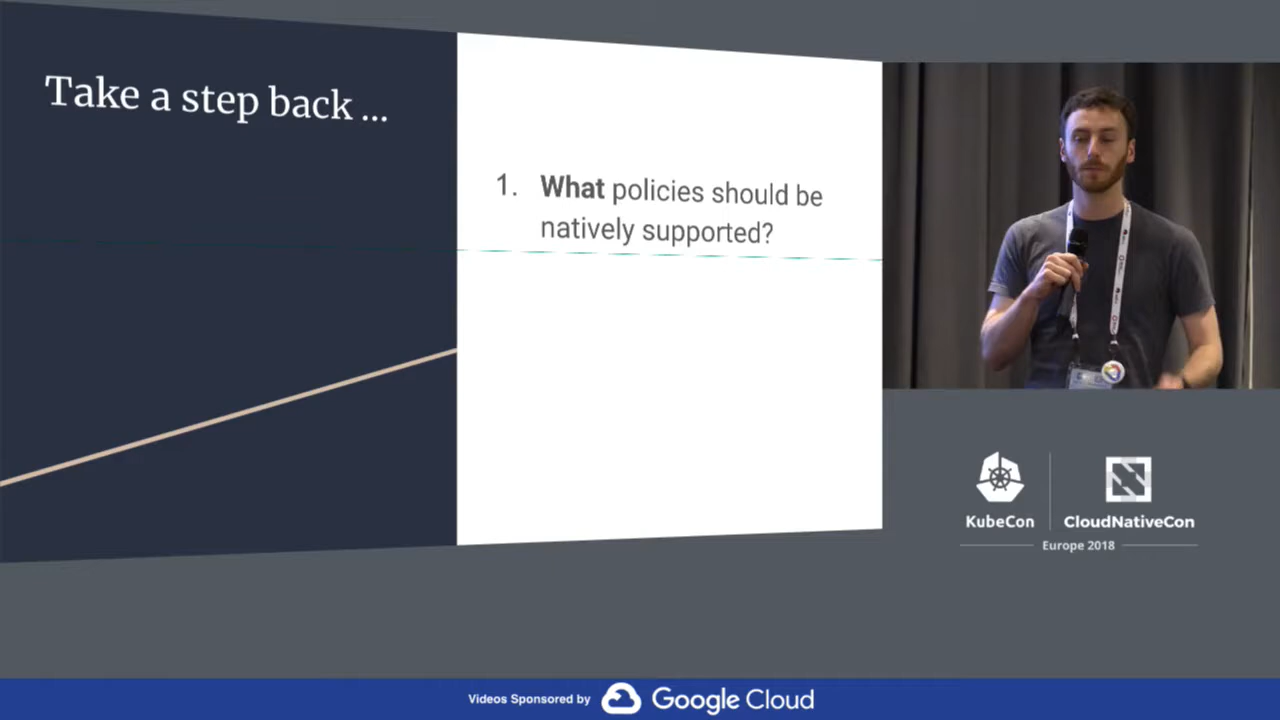 Take a step back ...
1. What policies should be
natively supported?
KubeCon
CloudNativeCon
Europe 2018
Videos Sponsored by Google Cloud